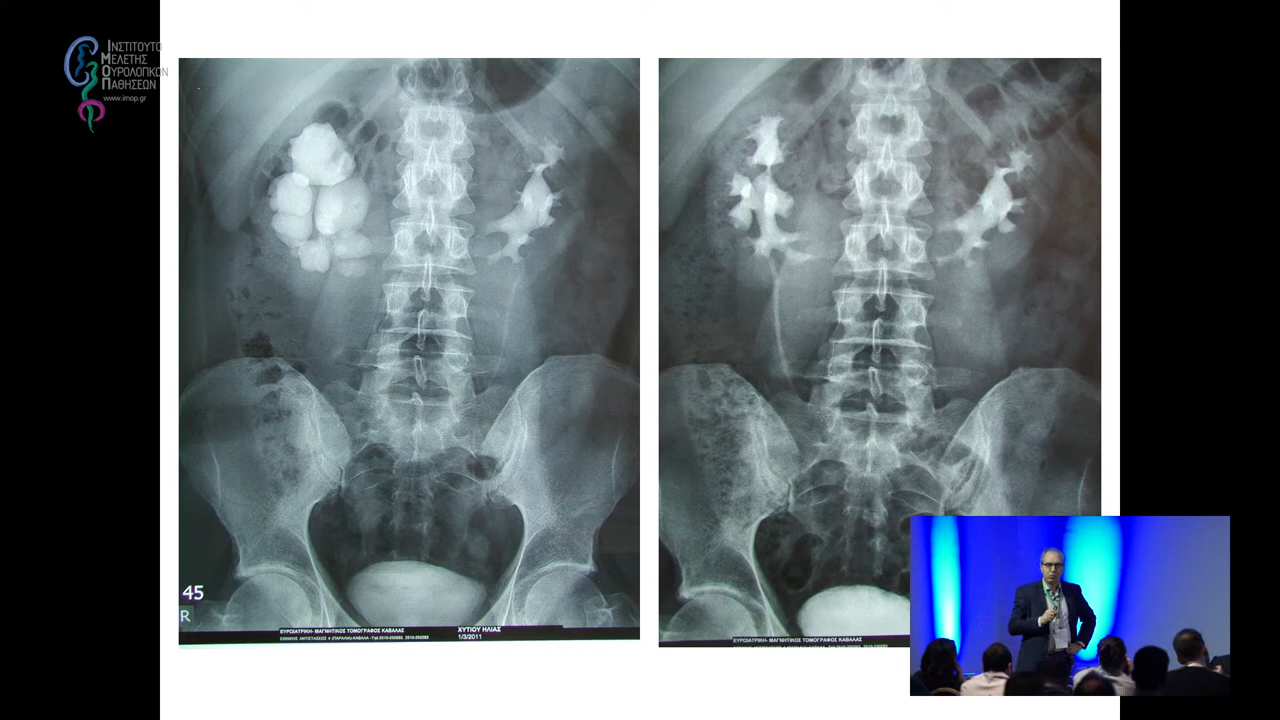 ΙΝΣΤΙΤΟΥΤΟ
ΜΕΛΕΤΗΣ
ΟΥΡΟΛΟΓΙΚΩΝ
ΠΑΘΗΣΕΩΝ
www.imop.gr
45
R
ΕΥΡΩΙΑΤΡΙΚΗ- ΜΑΓΝΗΤΙΚΟΣ ΤΟΜΟΓΡΑΦΟΣ ΚΑΒΑΛΑΣ
ΧΥΤΙΟΥ ΗΛΙΑΣ
1/3/2011
ΕΥΡΩΙΑΤΡΙΚΗ- ΜΑΓΝΗΤΙΚΟΣ ΤΟΜΟΓΡΑΦΟΣ ΚΑΒΑΛΑΣ